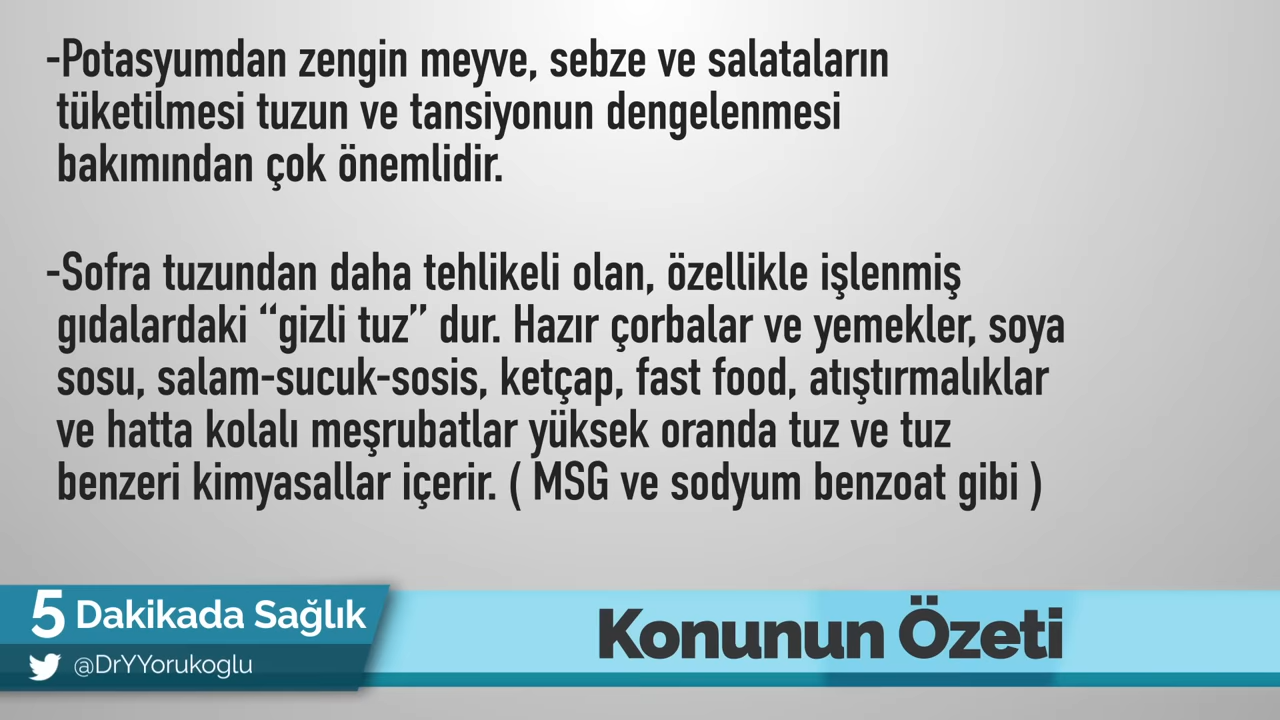 -Potasyumdan zengin meyve, sebze ve salataların
tüketilmesi tuzun ve tansiyonun dengelenmesi
bakımından çok önemlidir.
-Sofra tuzundan daha tehlikeli olan, özellikle işlenmiş
gıdalardaki “gizli tuz” dur. Hazır çorbalar ve yemekler, soya
sosu, salam-sucuk-sosis, ketçap, fast food, atıştırmalıklar
ve hatta kolalı meşrubatlar yüksek oranda tuz ve tuz
benzeri kimyasallar içerir. ( MSG ve sodyum benzoat gibi )
5 Dakikada Sağlık
@DrYYorukoglu
Konunun Özeti